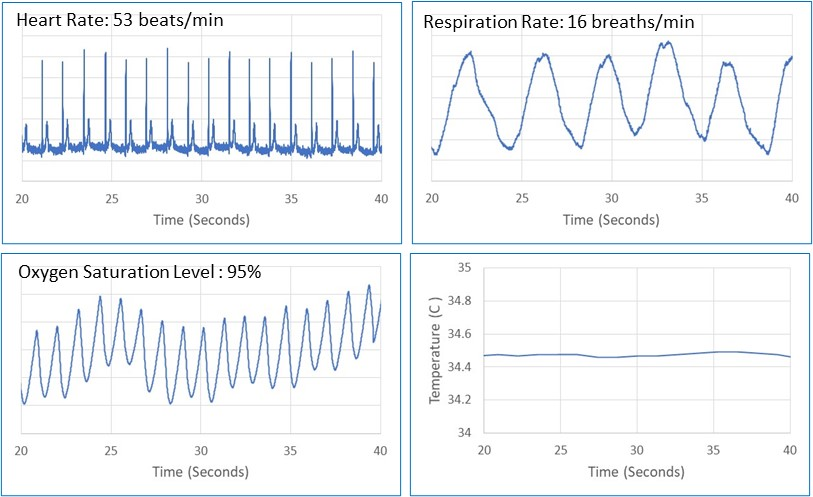 Heart Rate: 53 beats/min
20 25 30 35 40
Time (Seconds)
Respiration Rate: 16 breaths/min
20 25 30 35 40
Time (Seconds)
Oxygen Saturation Level : 95%
20 25 30 35 40
Time (Seconds)
35
34.8
34.6
34.4
34.2
34
Temperature (C )
20 25 30 35 40
Time (Seconds)